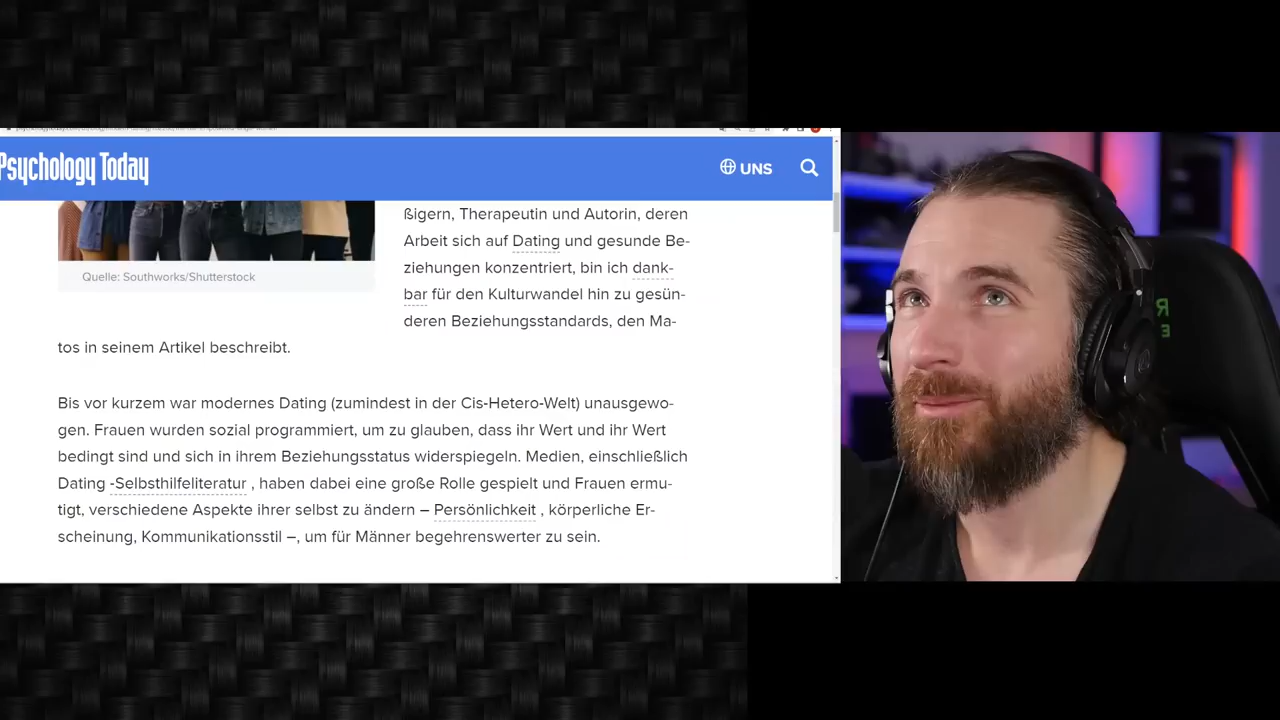 Psychology Today
UNS
ßigern, Therapeutin und Autorin, deren
Arbeit sich auf Dating und gesunde Be-
ziehungen konzentriert, bin ich dank-
bar für den Kulturwandel hin zu gesün-
deren Beziehungsstandards, den Ma-
Quelle: Southworks/Shutterstock
tos in seinem Artikel beschreibt.
Bis vor kurzem war modernes Dating (zumindest in der Cis-Hetero-Welt) unausgewo-
gen. Frauen wurden sozial programmiert, um zu glauben, dass ihr Wert und ihr Wert
bedingt sind und sich in ihrem Beziehungsstatus widerspiegeln. Medien, einschließlich
Dating -Selbsthilfeliteratur , haben dabei eine große Rolle gespielt und Frauen ermu-
tigt, verschiedene Aspekte ihrer selbst zu ändern – Persönlichkeit , körperliche Er-
scheinung, Kommunikationsstil –, um für Männer begehrenswerter zu sein.